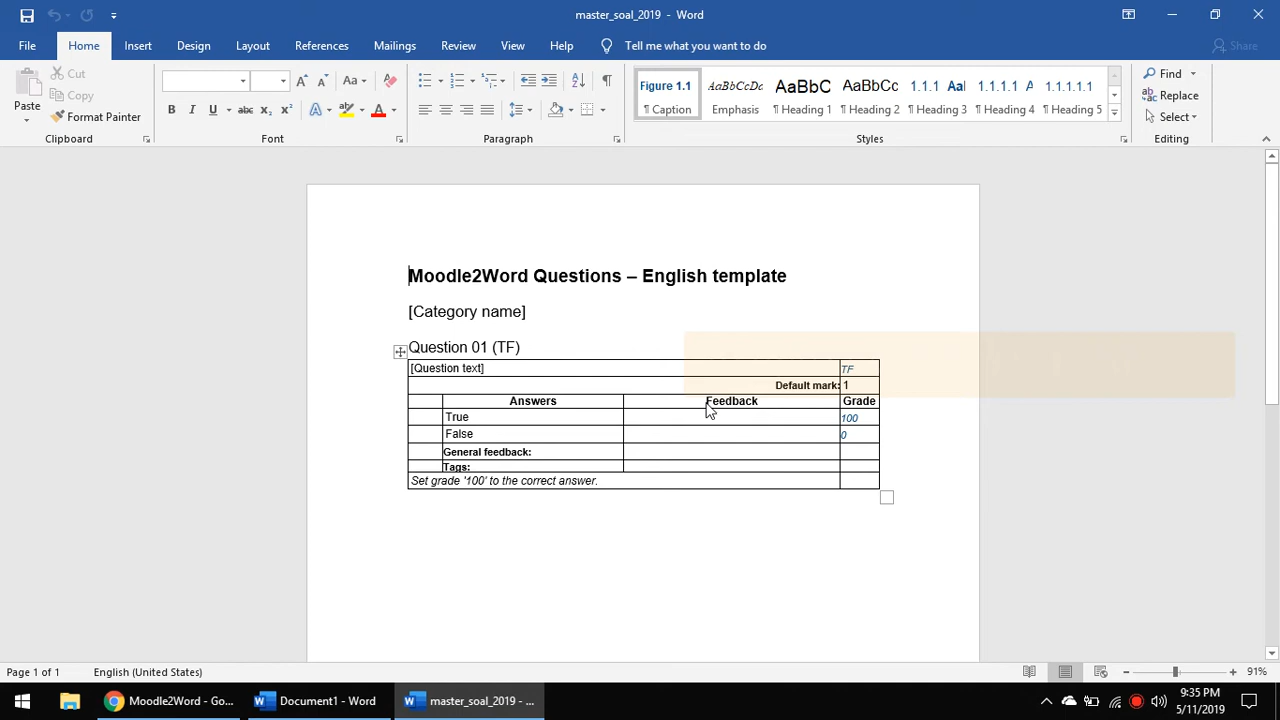 master_soal_2019 - Word
File Home Insert Design Layout References Mailings Review View Help Tell me what you want to do Share
Paste
Cut
Copy
Format Painter
Clipboard
Aa
B I U abc x₂ x² A A
Font
Paragraph
Figure 1.1 AaBbCcDc AaBbC AaBbCc 1.1.1 Aal 1.1.1.1 A 1.1.1.1.1
¶ Caption Emphasis ¶ Heading 1 ¶ Heading 2 ¶ Heading 3 ¶ Heading 4 ¶ Heading 5
Styles
Find
Replace
Select
Editing
Moodle2Word Questions – English template
[Category name]
Question 01 (TF)
[Question text] TF
Default mark: 1
Answers Feedback Grade
True 100
False 0
General feedback:
Tags:
Set grade '100' to the correct answer.
Page 1 of 1 English (United States) 91%
Moodle2Word - Go... Document1 - Word master_soal_2019 - ...
9:35 PM
5/11/2019